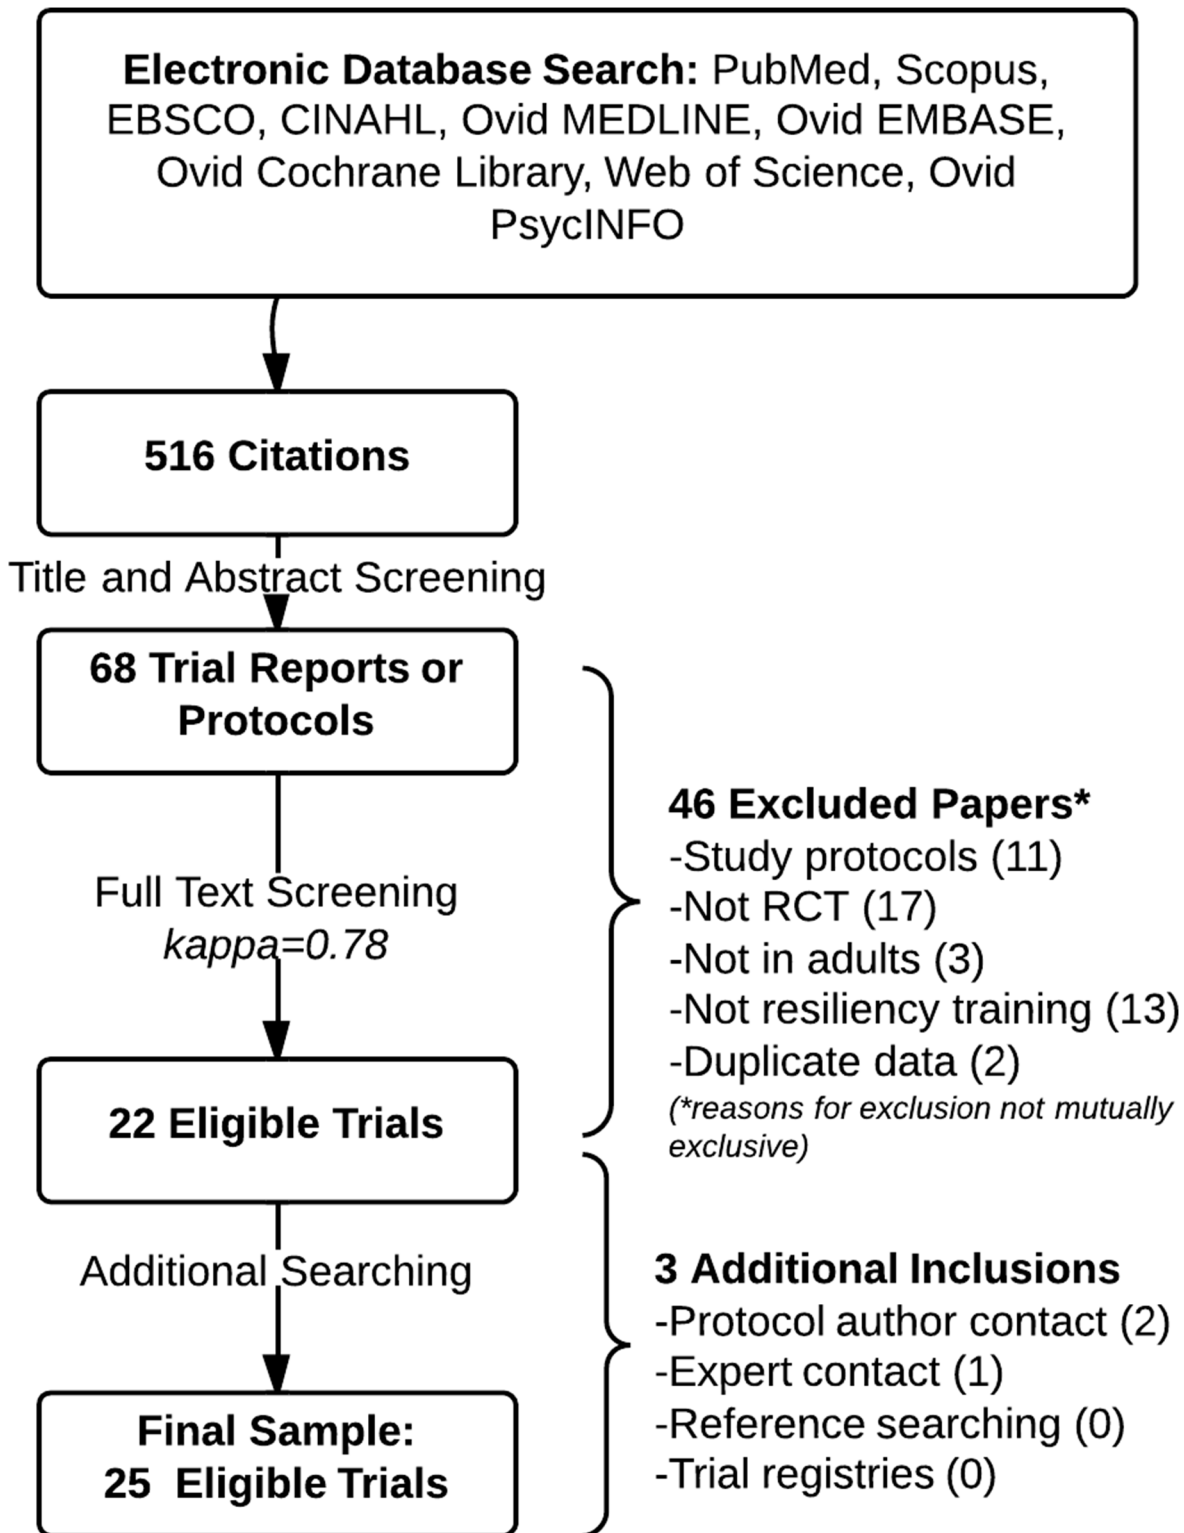 Electronic Database Search: PubMed, Scopus,
EBSCO, CINAHL, Ovid MEDLINE, Ovid EMBASE,
Ovid Cochrane Library, Web of Science, Ovid
PsycINFO
516 Citations
Title and Abstract Screening
68 Trial Reports or
Protocols
Full Text Screening
kappa=0.78
46 Excluded Papers*
-Study protocols (11)
-Not RCT (17)
-Not in adults (3)
-Not resiliency training (13)
-Duplicate data (2)
(*reasons for exclusion not mutually
exclusive)
22 Eligible Trials
Additional Searching
3 Additional Inclusions
-Protocol author contact (2)
-Expert contact (1)
-Reference searching (0)
-Trial registries (0)
Final Sample:
25 Eligible Trials